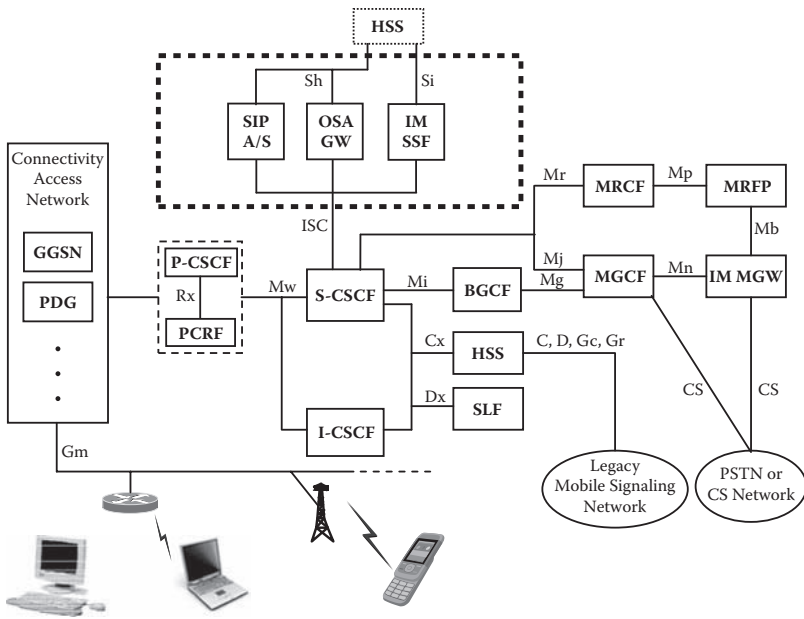 HSS
Sh
Si
SIP
A/S
OSA
GW
IM
SSF
ISC
Connectivity
Access
Network
GGSN
PDG
P-CSCF
Rx
PCRF
Mw
S-CSCF
Mi
BGCF
Mr
MRCF
Mp
MRFP
Mb
Mj
Mg
MGCF
Mn
IM MGW
Cx
HSS
C, D, Gc, Gr
Dx
SLF
I-CSCF
CS
CS
Gm
Legacy
Mobile Signaling
Network
PSTN or
CS Network